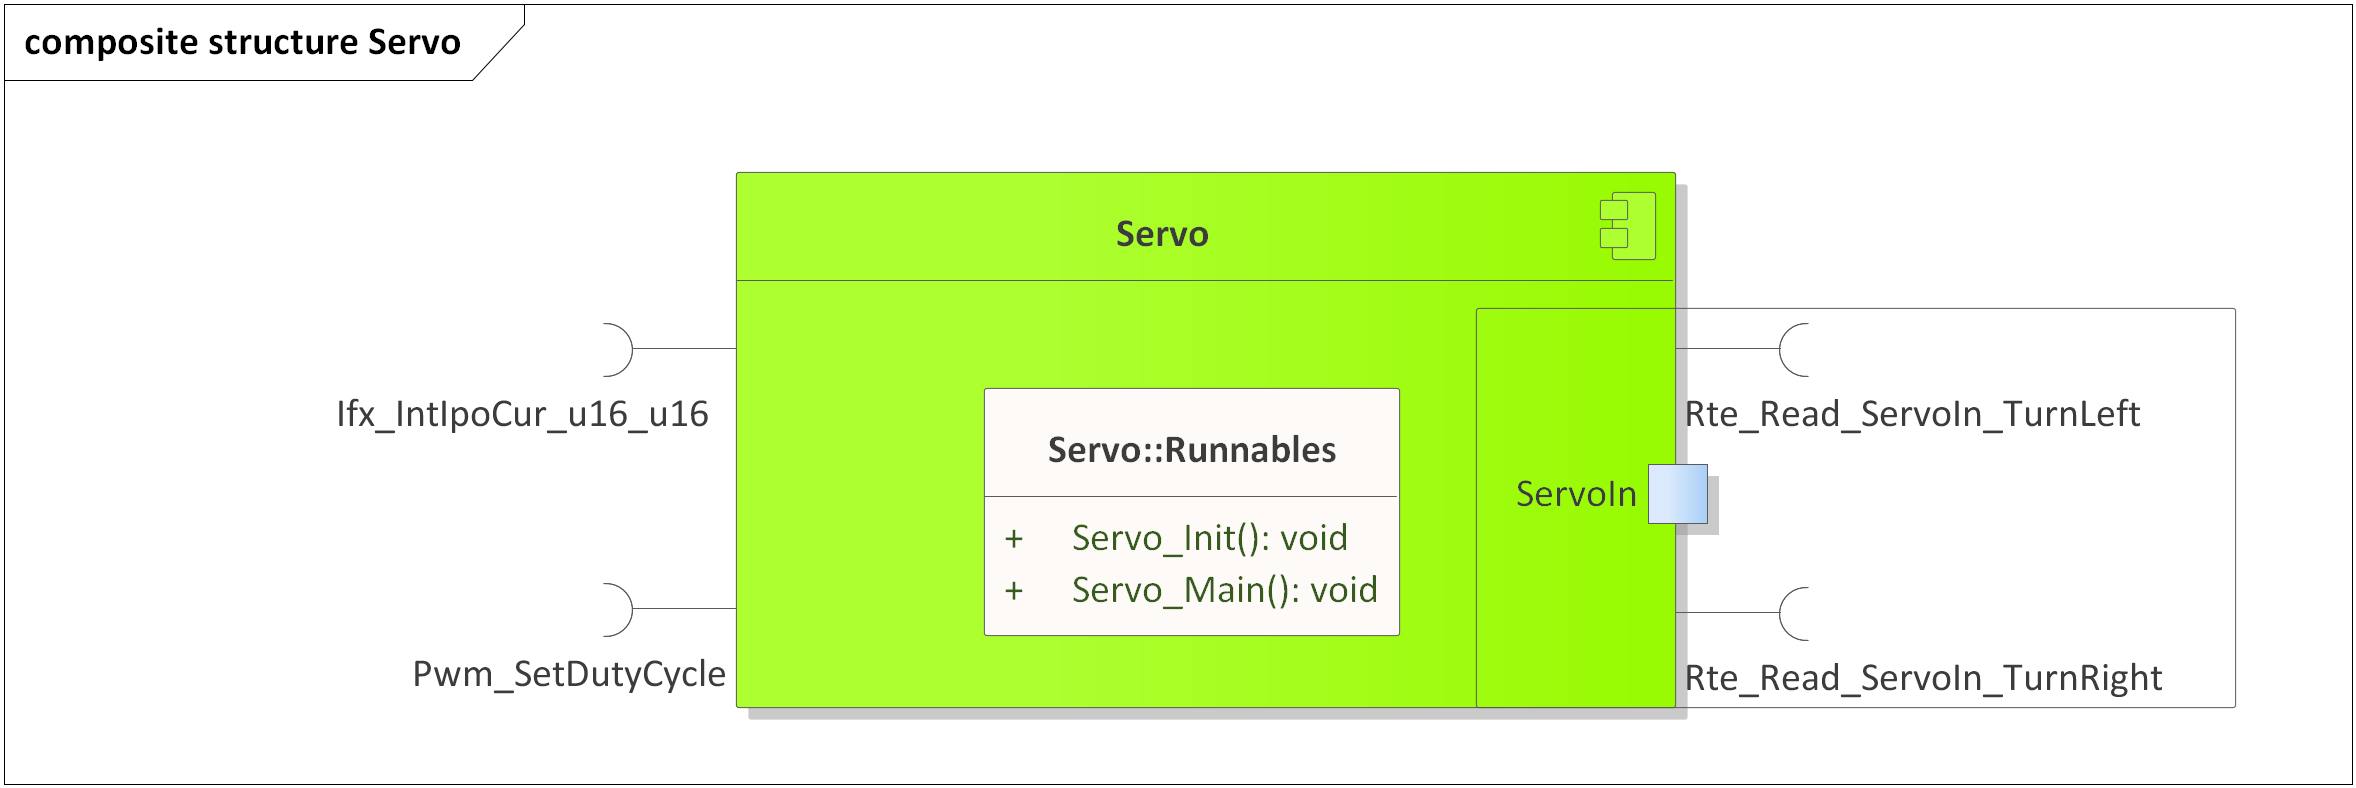 composite structure Servo
Servo
Ifx_IntIpoCur_u16_u16
Rte_Read_ServoIn_TurnLeft
Servo::Runnables
ServoIn
+ Servo_Init(): void
+ Servo_Main(): void
Pwm_SetDutyCycle
Rte_Read_ServoIn_TurnRight